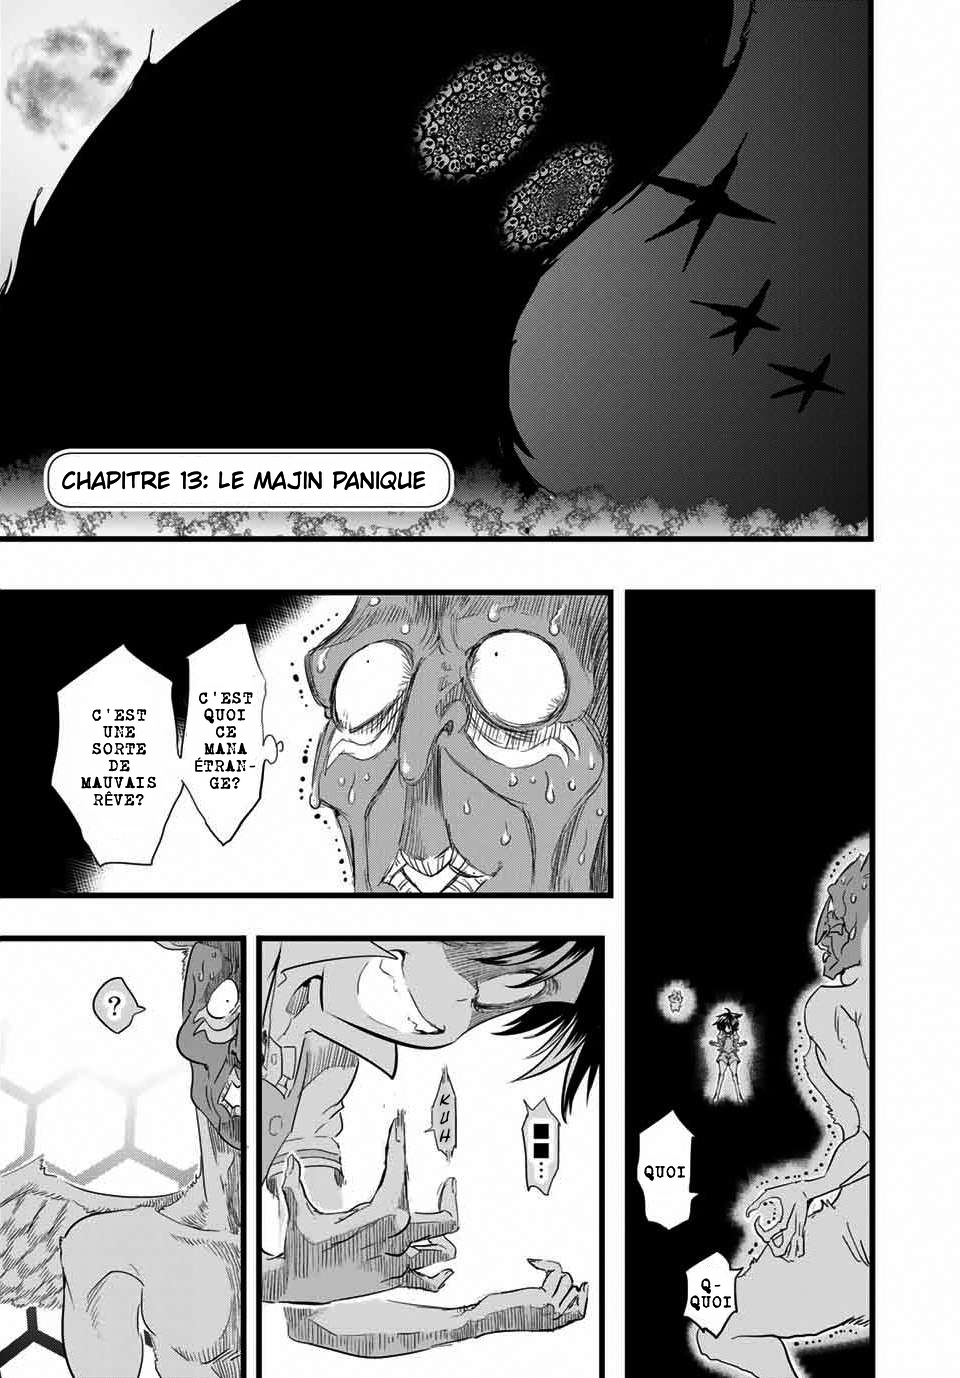 CHAPITRE 13: LE MAJIN PANIQUE
C'EST
QUOI
CE
MANA
ÉTRAN-
GE?
C'EST
UNE
SORTE
DE
MAUVAIS
RÊVE?
QUOI
Q-
QUOI
...
KUH
?